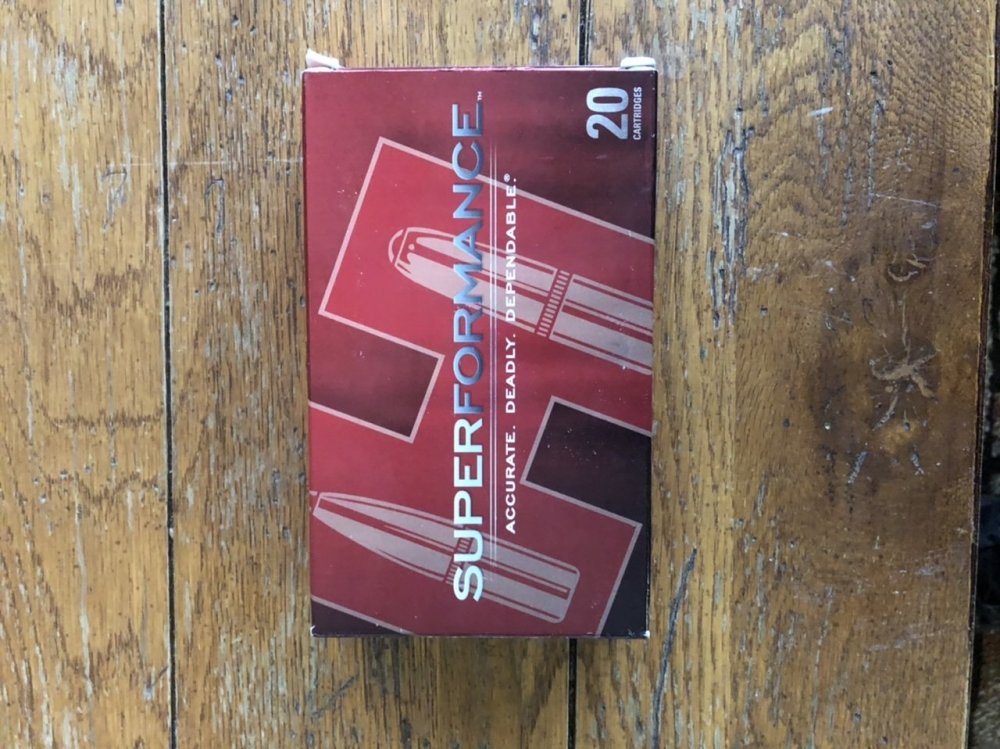 SUPERFORMANCE™
ACCURATE. DEADLY. DEPENDABLE.®
20
CARTRIDGES